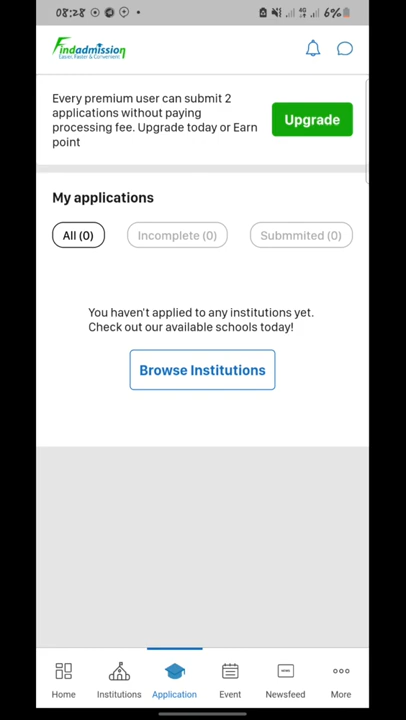 08:28
6%
Findadmission
Easier, Faster & Convenient
Every premium user can submit 2
applications without paying
processing fee. Upgrade today or Earn
point
Upgrade
My applications
All (0)
Incomplete (0)
Submmited (0)
You haven't applied to any institutions yet.
Check out our available schools today!
Browse Institutions
Home
Institutions
Application
Event
Newsfeed
More